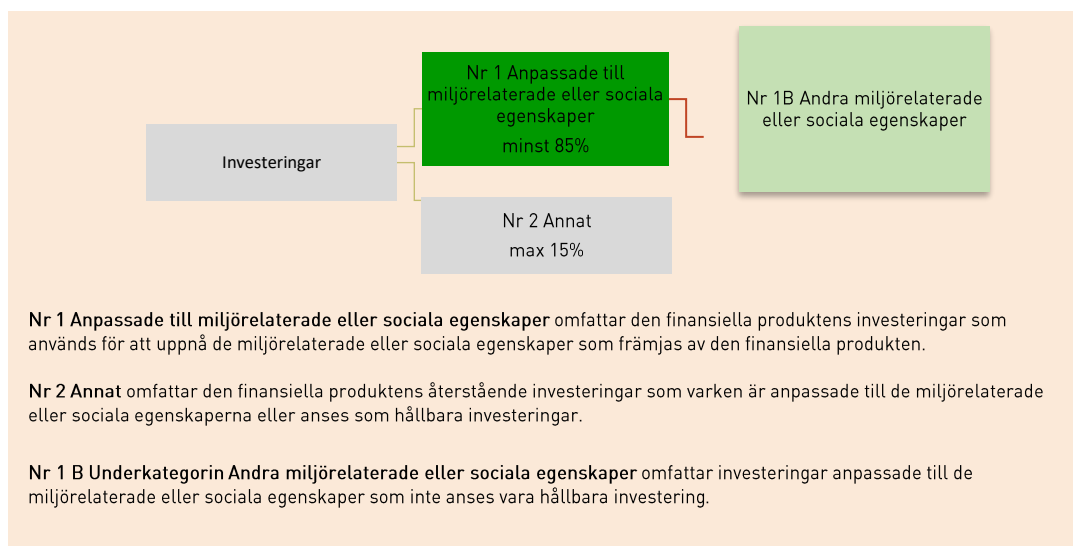 Nr 1 Anpassade till
miljörelaterade eller sociala
egenskaper
minst 85%
Nr 1B Andra miljörelaterade
eller sociala egenskaper
Investeringar
Nr 2 Annat
max 15%
Nr 1 Anpassade till miljörelaterade eller sociala egenskaper omfattar den finansiella produktens investeringar som
används för att uppnå de miljörelaterade eller sociala egenskaper som främjas av den finansiella produkten.
Nr 2 Annat omfattar den finansiella produktens återstående investeringar som varken är anpassade till de miljörelaterade
eller sociala egenskaperna eller anses som hållbara investeringar.
Nr 1 B Underkategorin Andra miljörelaterade eller sociala egenskaper omfattar investeringar anpassade till de
miljörelaterade eller sociala egenskaper som inte anses vara hållbara investering.